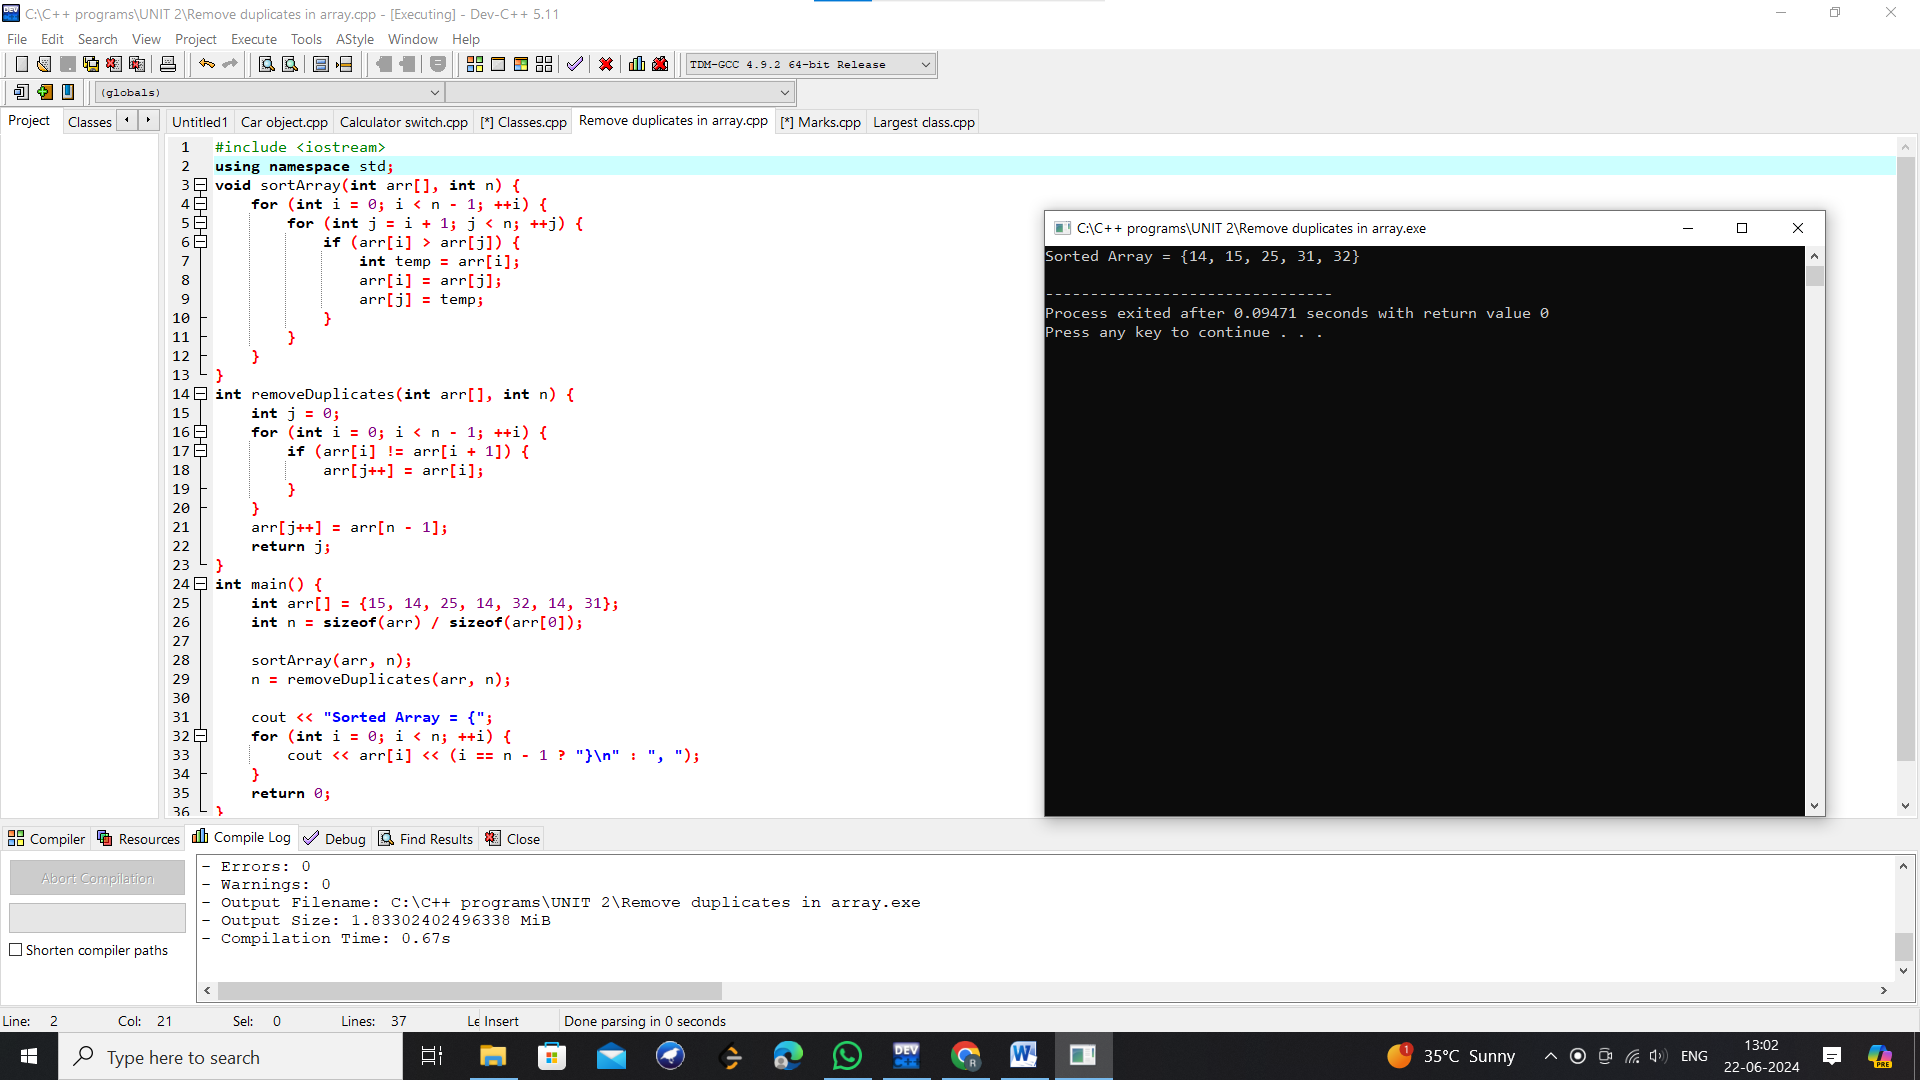 C:\C++ programs\UNIT 2\Remove duplicates in array.cpp - [Executing] - Dev-C++ 5.11
File Edit Search View Project Execute Tools AStyle Window Help
TDM-GCC 4.9.2 64-bit Release
(globals)
Project Classes Untitled1 Car object.cpp Calculator switch.cpp [*] Classes.cpp Remove duplicates in array.cpp [*] Marks.cpp Largest class.cpp
1 #include <iostream>
2 using namespace std;
3 void sortArray(int arr[], int n) {
4 for (int i = 0; i < n - 1; ++i) {
5 for (int j = i + 1; j < n; ++j) {
6 if (arr[i] > arr[j]) {
7 int temp = arr[i];
8 arr[i] = arr[j];
9 arr[j] = temp;
10 }
11 }
12 }
13 }
14 int removeDuplicates(int arr[], int n) {
15 int j = 0;
16 for (int i = 0; i < n - 1; ++i) {
17 if (arr[i] != arr[i + 1]) {
18 arr[j++] = arr[i];
19 }
20 }
21 arr[j++] = arr[n - 1];
22 return j;
23 }
24 int main() {
25 int arr[] = {15, 14, 25, 14, 32, 14, 31};
26 int n = sizeof(arr) / sizeof(arr[0]);
27
28 sortArray(arr, n);
29 n = removeDuplicates(arr, n);
30
31 cout << "Sorted Array = {";
32 for (int i = 0; i < n; ++i) {
33 cout << arr[i] << (i == n - 1 ? "}\n" : ", ");
34 }
35 return 0;
36 }
C:\C++ programs\UNIT 2\Remove duplicates in array.exe
Sorted Array = {14, 15, 25, 31, 32}
--------------------------------
Process exited after 0.09471 seconds with return value 0
Press any key to continue . . .
Compiler Resources Compile Log Debug Find Results Close
Abort Compilation
Shorten compiler paths
- Errors: 0
- Warnings: 0
- Output Filename: C:\C++ programs\UNIT 2\Remove duplicates in array.exe
- Output Size: 1.83302402496338 MiB
- Compilation Time: 0.67s
Line: 2 Col: 21 Sel: 0 Lines: 37 Le Insert Done parsing in 0 seconds
Type here to search
35°C Sunny
ENG
13:02
22-06-2024